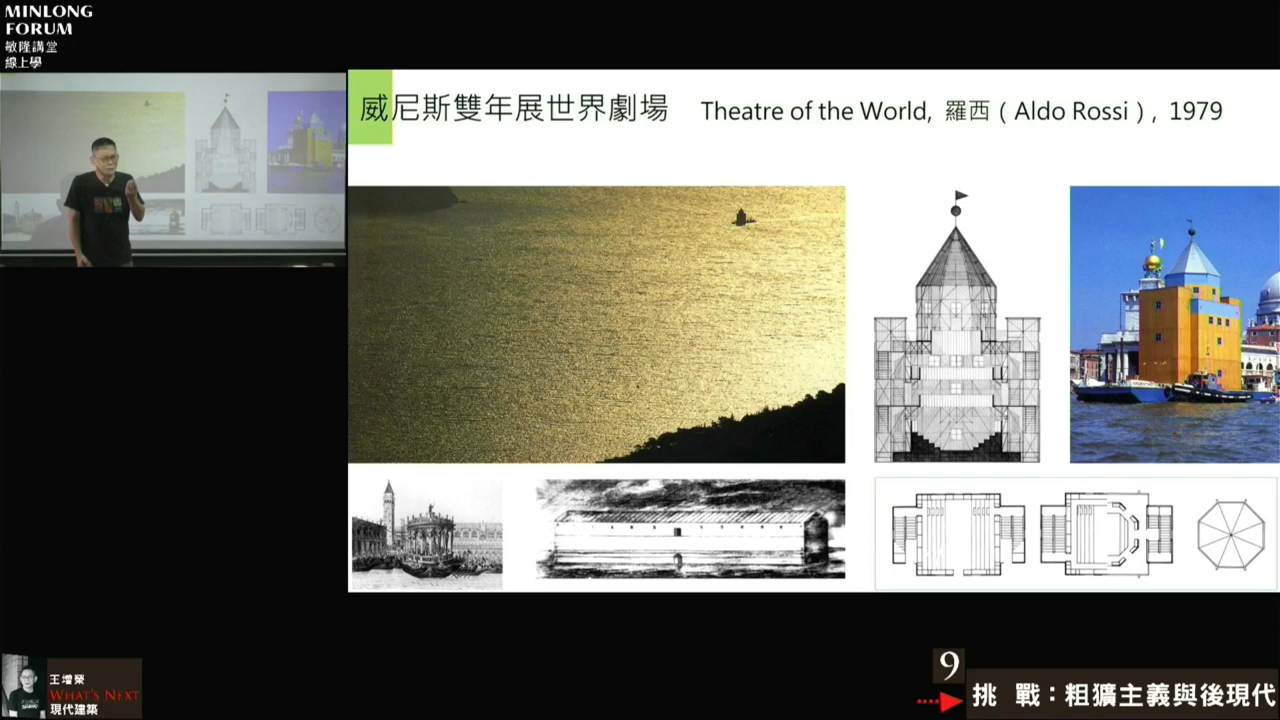 MINLONG
FORUM
敏隆講堂
線上學
威尼斯雙年展世界劇場 Theatre of the World, 羅西 ( Aldo Rossi ) , 1979
王增榮
WHAT'S NEXT
現代建築
9
挑 戰：粗獷主義與後現代